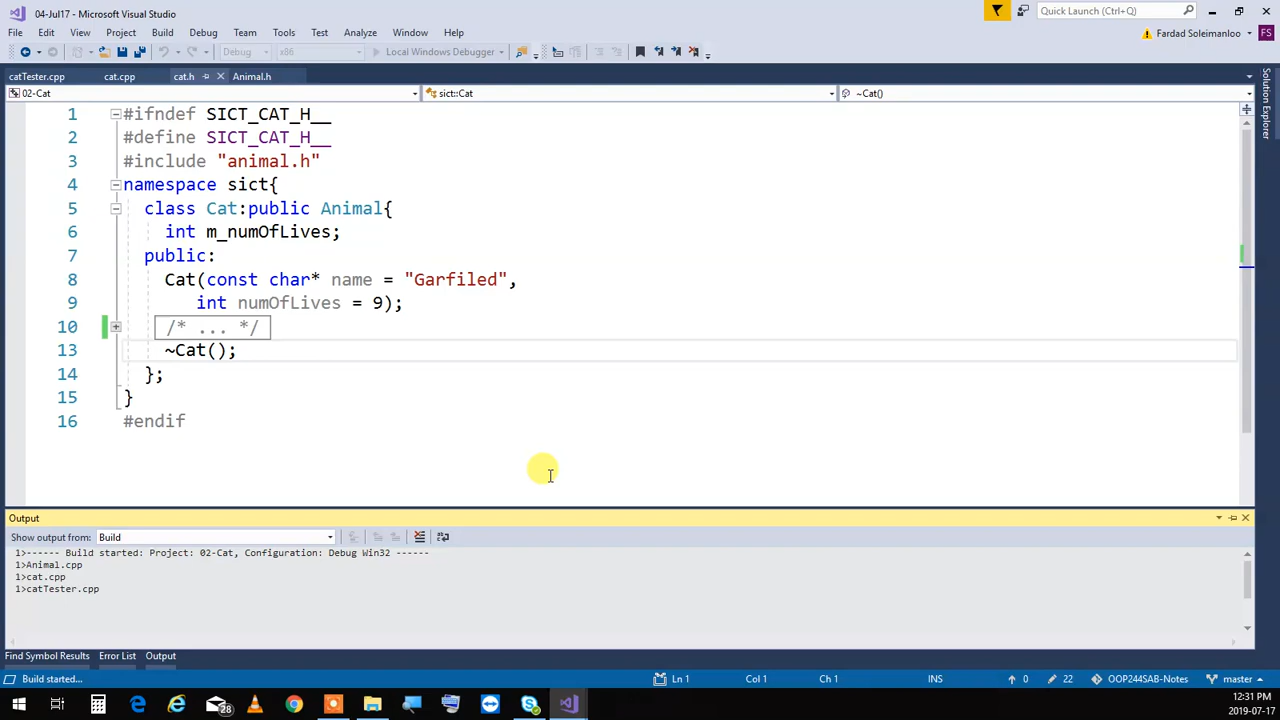 04-Jul17 - Microsoft Visual Studio
Quick Launch (Ctrl+Q)
File Edit View Project Build Debug Team Tools Test Analyze Window Help
Fardad Soleimanloo FS
Debug x86 Local Windows Debugger
catTester.cpp cat.cpp cat.h Animal.h
02-Cat sict::Cat ~Cat()
1 #ifndef SICT_CAT_H__
2 #define SICT_CAT_H__
3 #include "animal.h"
4 namespace sict{
5 class Cat:public Animal{
6 int m_numOfLives;
7 public:
8 Cat(const char* name = "Garfiled",
9 int numOfLives = 9);
10 /* ... */
13 ~Cat();
14 };
15 }
16 #endif
Solution Explorer
Output
Show output from: Build
1>------ Build started: Project: 02-Cat, Configuration: Debug Win32 ------
1>Animal.cpp
1>cat.cpp
1>catTester.cpp
Find Symbol Results Error List Output
Build started... Ln 1 Col 1 Ch 1 INS 0 22 OOP244SAB-Notes master
28
12:31 PM
2019-07-17